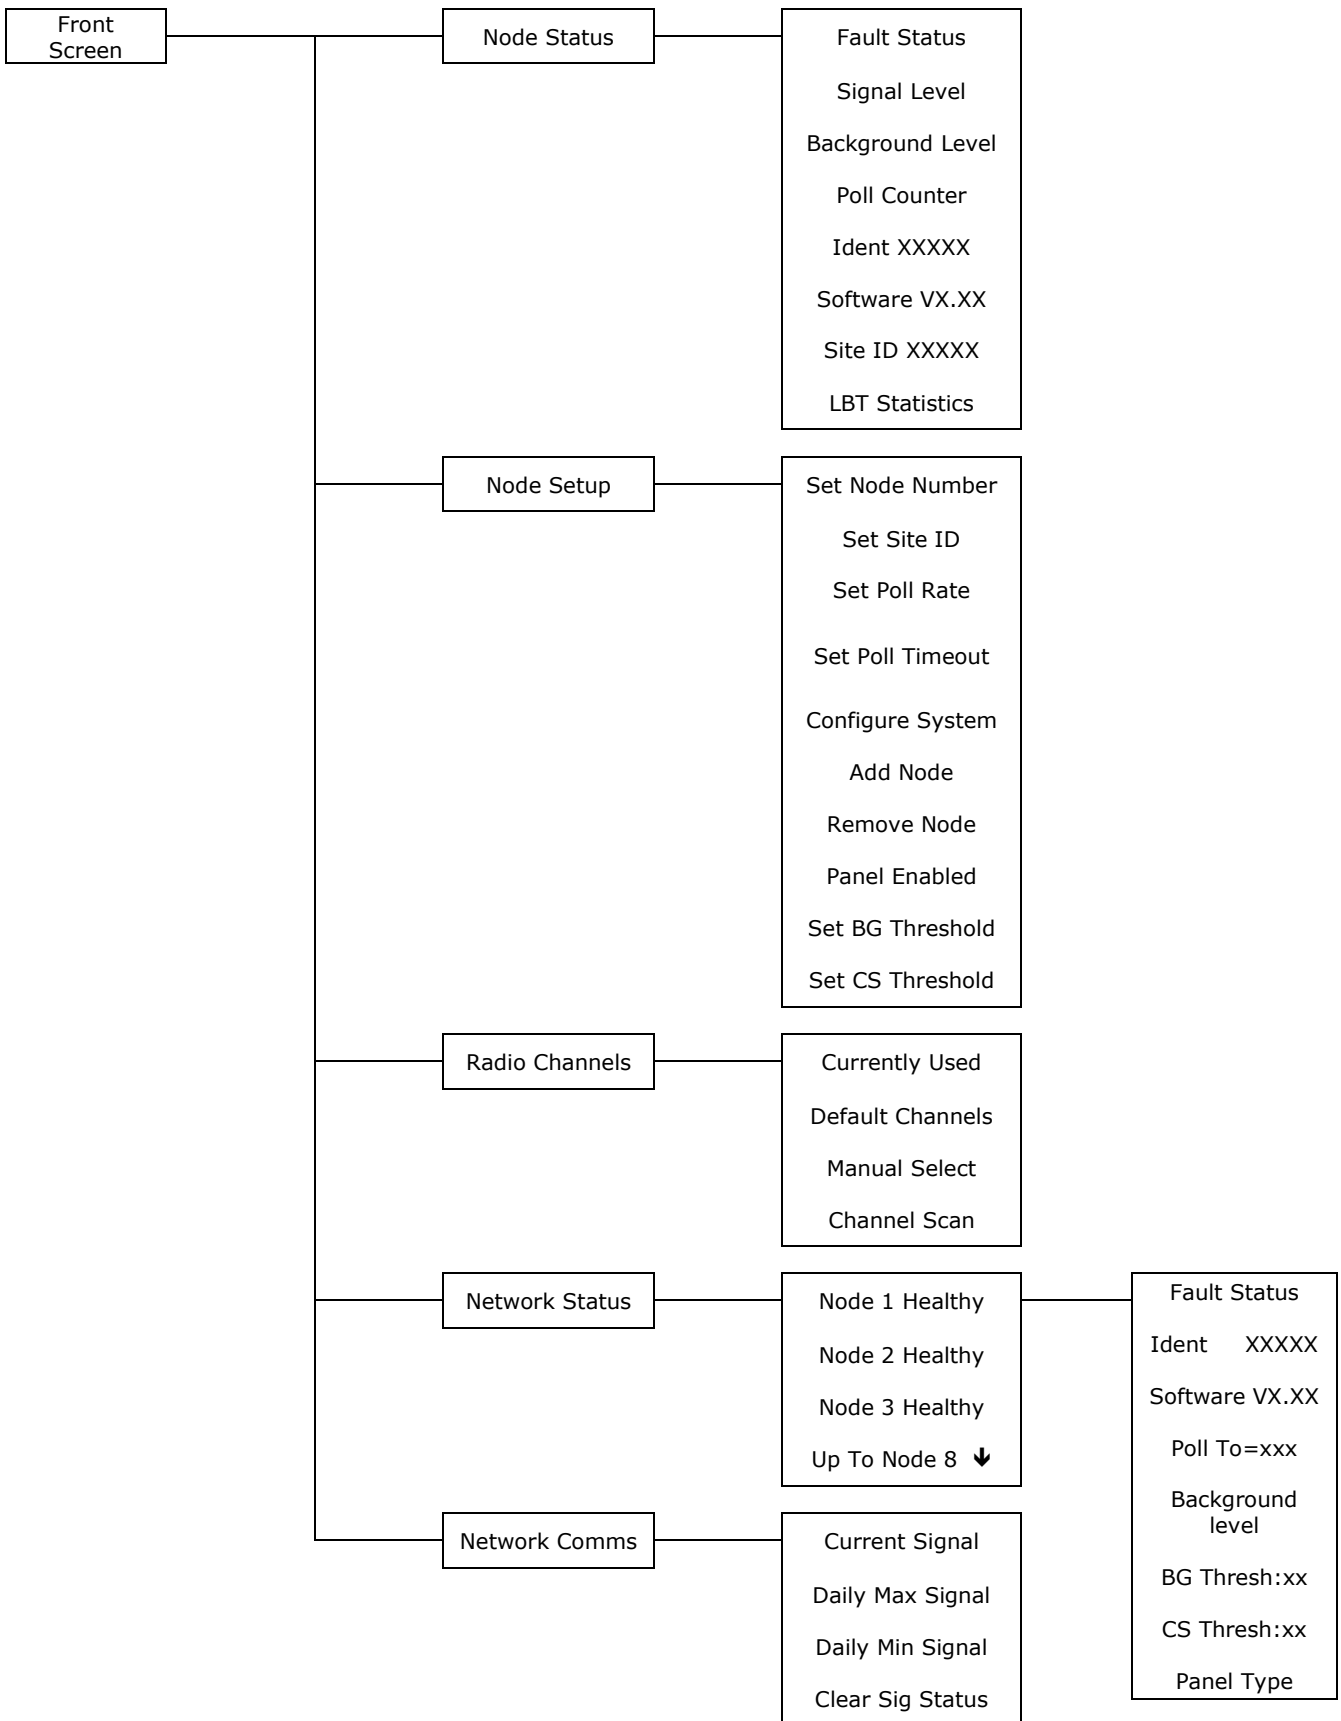 Front
Screen
Node Status
Fault Status
Signal Level
Background Level
Poll Counter
Ident XXXXX
Software VX.XX
Site ID XXXXX
LBT Statistics
Node Setup
Set Node Number
Set Site ID
Set Poll Rate
Set Poll Timeout
Configure System
Add Node
Remove Node
Panel Enabled
Set BG Threshold
Set CS Threshold
Radio Channels
Currently Used
Default Channels
Manual Select
Channel Scan
Network Status
Node 1 Healthy
Node 2 Healthy
Node 3 Healthy
Up To Node 8 🡻
Fault Status
Ident XXXXX
Software VX.XX
Poll To=xxx
Background
level
BG Thresh:xx
CS Thresh:xx
Panel Type
Network Comms
Current Signal
Daily Max Signal
Daily Min Signal
Clear Sig Status